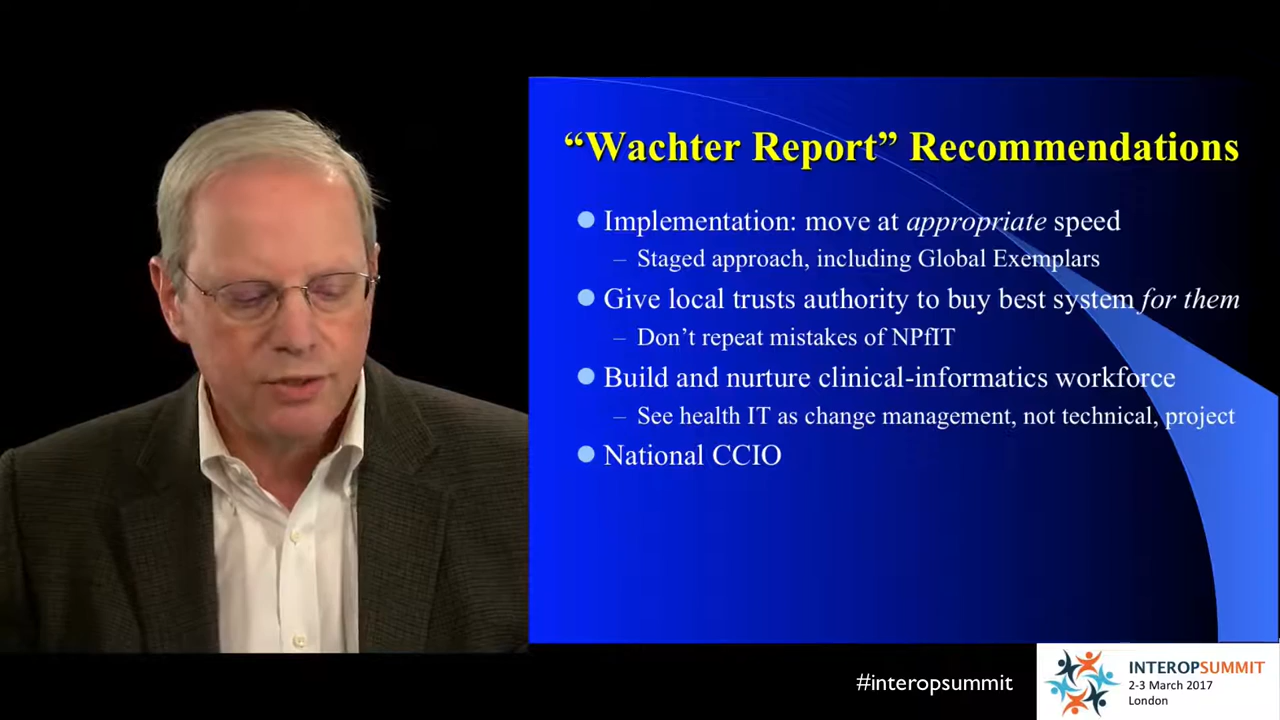 “Wachter Report” Recommendations
Implementation: move at appropriate speed
– Staged approach, including Global Exemplars
Give local trusts authority to buy best system for them
– Don’t repeat mistakes of NPfIT
Build and nurture clinical-informatics workforce
– See health IT as change management, not technical, project
National CCIO
#interopsummit
INTEROPSUMMIT
2-3 March 2017
London